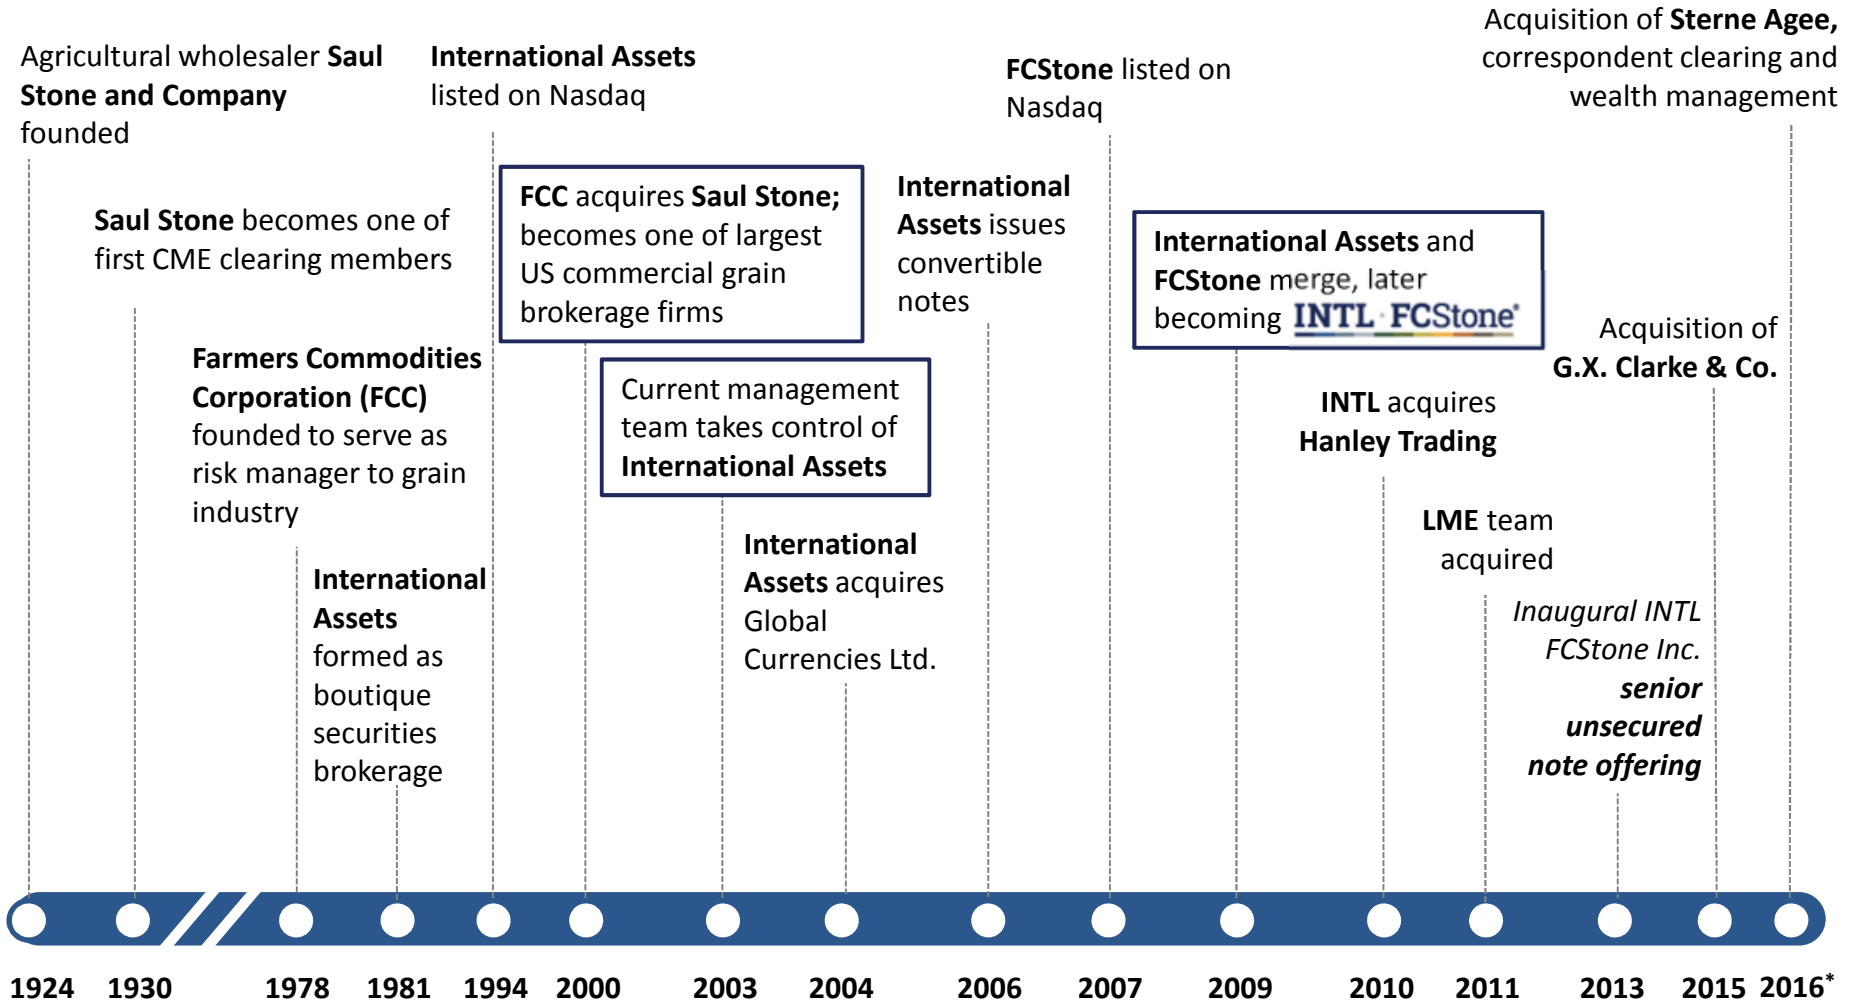 Agricultural wholesaler Saul
Stone and Company
founded
International Assets
listed on Nasdaq
FCStone listed on
Nasdaq
Acquisition of Sterne Agee,
correspondent clearing and
wealth management
Saul Stone becomes one of
first CME clearing members
FCC acquires Saul Stone;
becomes one of largest
US commercial grain
brokerage firms
International
Assets issues
convertible
notes
International Assets and
FCStone merge, later
becoming INTL FCStone®
Farmers Commodities
Corporation (FCC)
founded to serve as
risk manager to grain
industry
Current management
team takes control of
International Assets
Acquisition of
G.X. Clarke & Co.
INTL acquires
Hanley Trading
International
Assets
formed as
boutique
securities
brokerage
International
Assets acquires
Global
Currencies Ltd.
LME team
acquired
Inaugural INTL
FCStone Inc.
senior
unsecured
note offering
1924 1930 1978 1981 1994 2000 2003 2004 2006 2007 2009 2010 2011 2013 2015 2016*